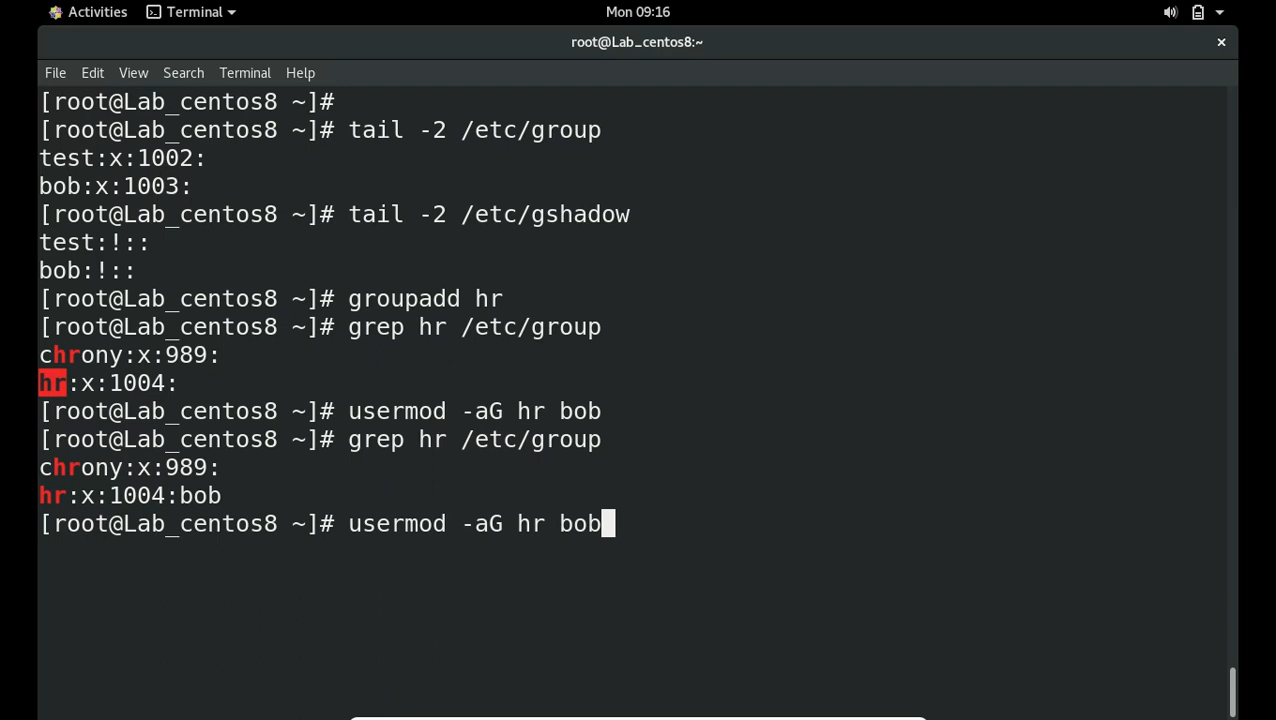 Activities Terminal Mon 09:16
root@Lab_centos8:~ ×
File Edit View Search Terminal Help
[root@Lab_centos8 ~]#
[root@Lab_centos8 ~]# tail -2 /etc/group
test:x:1002:
bob:x:1003:
[root@Lab_centos8 ~]# tail -2 /etc/gshadow
test:!::
bob:!::
[root@Lab_centos8 ~]# groupadd hr
[root@Lab_centos8 ~]# grep hr /etc/group
chrony:x:989:
hr:x:1004:
[root@Lab_centos8 ~]# usermod -aG hr bob
[root@Lab_centos8 ~]# grep hr /etc/group
chrony:x:989:
hr:x:1004:bob
[root@Lab_centos8 ~]# usermod -aG hr bob